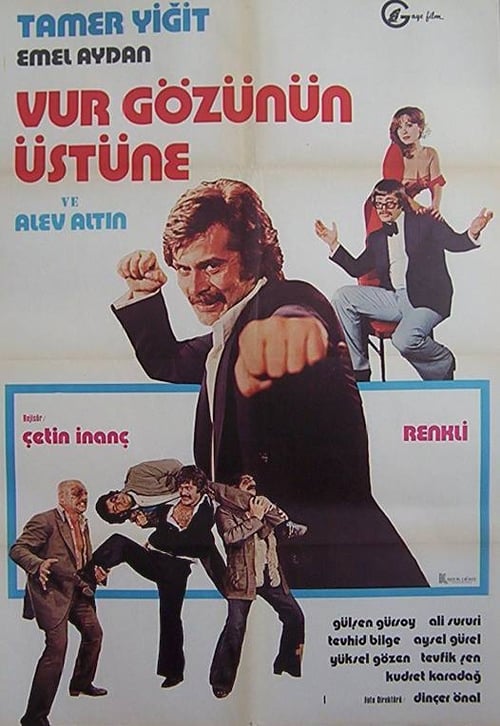 TAMER YİĞİT
EMEL AYDAN
VUR GÖZÜNÜN
ÜSTÜNE
VE
ALEV ALTIN
Gaye film
Rejisör:
çetin inanç
RENKLİ
gülşen gürsoy ali sururi
tevhid bilge aysel gürel
yüksel gözen tevfik şen
kudret karadağ
Foto Direktörü: dinçer önal